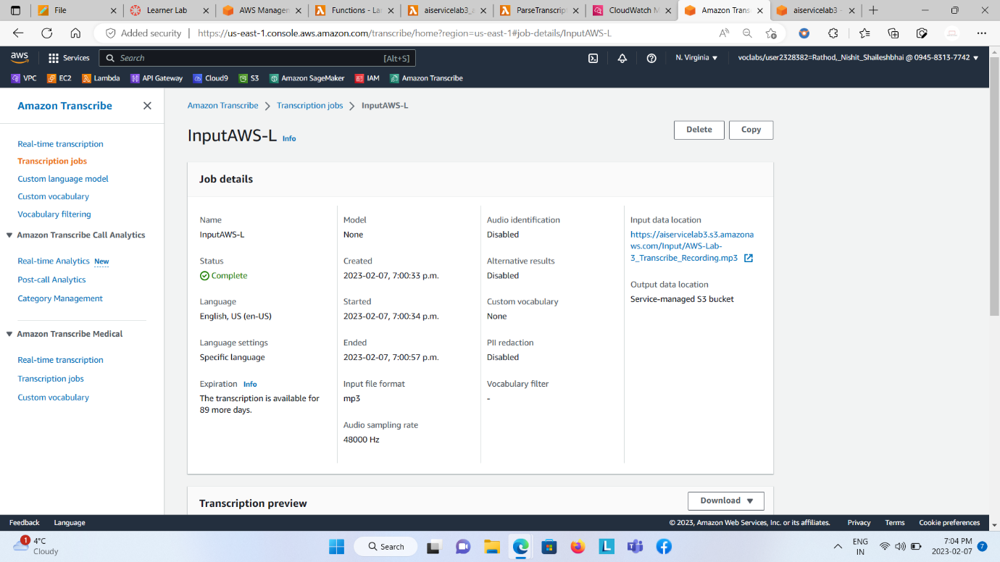 File
Learner Lab
AWS Manager
Functions - La
aiservicelab3_a
ParseTranscrip
CloudWatch M
Amazon Trans
aiservicelab3 -
Added security
https://us-east-1.console.aws.amazon.com/transcribe/home?region=us-east-1#job-details/InputAWS-L
aws
Services
Search
[Alt+S]
N. Virginia
voclabs/user2328382=Rathod,_Nishit_Shaileshbhai @ 0945-8313-7742
VPC
EC2
Lambda
API Gateway
Cloud9
S3
Amazon SageMaker
IAM
Amazon Transcribe
Amazon Transcribe
Real-time transcription
Transcription jobs
Custom language model
Custom vocabulary
Vocabulary filtering
Amazon Transcribe Call Analytics
Real-time Analytics New
Post-call Analytics
Category Management
Amazon Transcribe Medical
Real-time transcription
Transcription jobs
Custom vocabulary
Amazon Transcribe
Transcription jobs
InputAWS-L
InputAWS-L Info
Delete
Copy
Job details
Name
InputAWS-L
Status
Complete
Language
English, US (en-US)
Language settings
Specific language
Expiration Info
The transcription is available for
89 more days.
Model
None
Created
2023-02-07, 7:00:33 p.m.
Started
2023-02-07, 7:00:34 p.m.
Ended
2023-02-07, 7:00:57 p.m.
Input file format
mp3
Audio sampling rate
48000 Hz
Audio identification
Disabled
Alternative results
Disabled
Custom vocabulary
None
PII redaction
Disabled
Vocabulary filter
-
Input data location
https://aiservicelab3.s3.amazona
ws.com/Input/AWS-Lab-
3_Transcribe_Recording.mp3
Output data location
Service-managed S3 bucket
Transcription preview
Download
Feedback
Language
© 2023, Amazon Web Services, Inc. or its affiliates.
Privacy
Terms
Cookie preferences
1
4°C
Cloudy
Search
ENG
IN
7:04 PM
2023-02-07
7